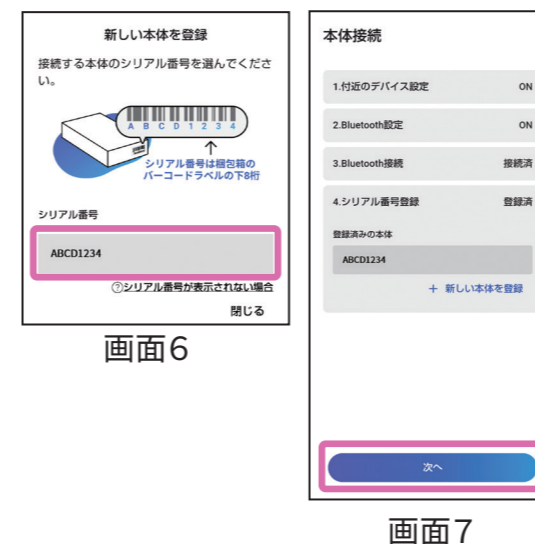 新しい本体を登録
接続する本体のシリアル番号を選んでくださ
い。
A B C D 1 2 3 4
シリアル番号は梱包箱の
バーコードラベルの下8桁
シリアル番号
ABCD1234
?シリアル番号が表示されない場合
閉じる
画面6
本体接続
1.付近のデバイス設定 ON
2.Bluetooth設定 ON
3.Bluetooth接続 接続済
4.シリアル番号登録 登録済
登録済みの本体
ABCD1234
+ 新しい本体を登録
次へ
画面7